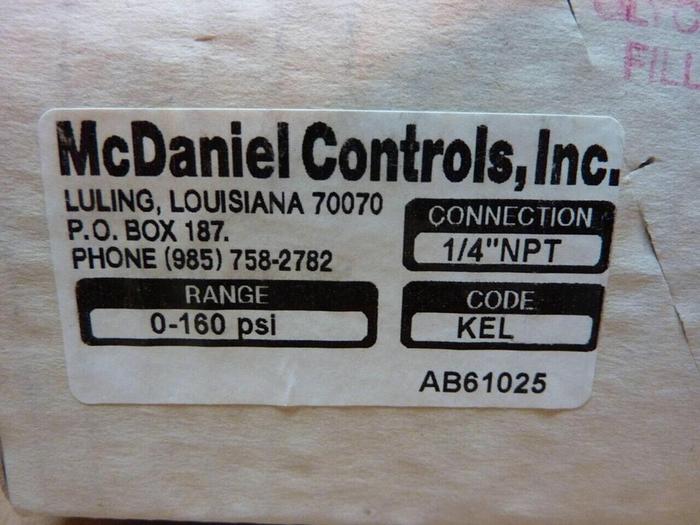 McDaniel Controls, Inc.
LULING, LOUISIANA 70070
P.O. BOX 187.
PHONE (985) 758-2782
CONNECTION
1/4"NPT
RANGE
0-160 psi
CODE
KEL
AB61025